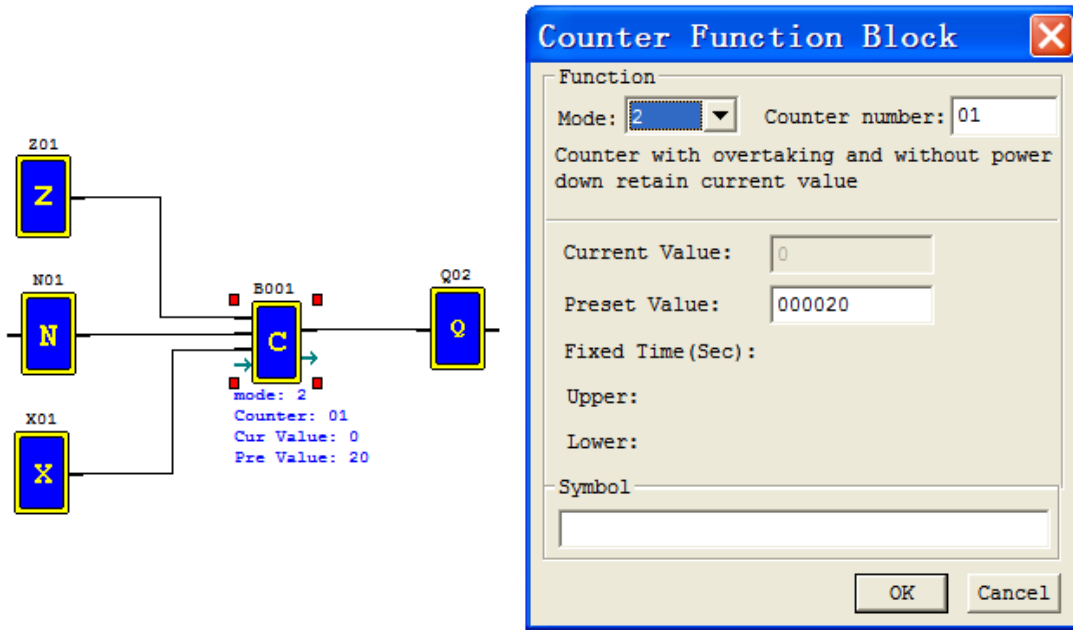 Z01
Z
N01
N
X01
X
B001
C
mode: 2
Counter: 01
Cur Value: 0
Pre Value: 20
Q02
Q
Counter Function Block
Function
Mode: 2 Counter number: 01
Counter with overtaking and without power
down retain current value
Current Value: 0
Preset Value: 000020
Fixed Time(Sec):
Upper:
Lower:
Symbol
OK Cancel